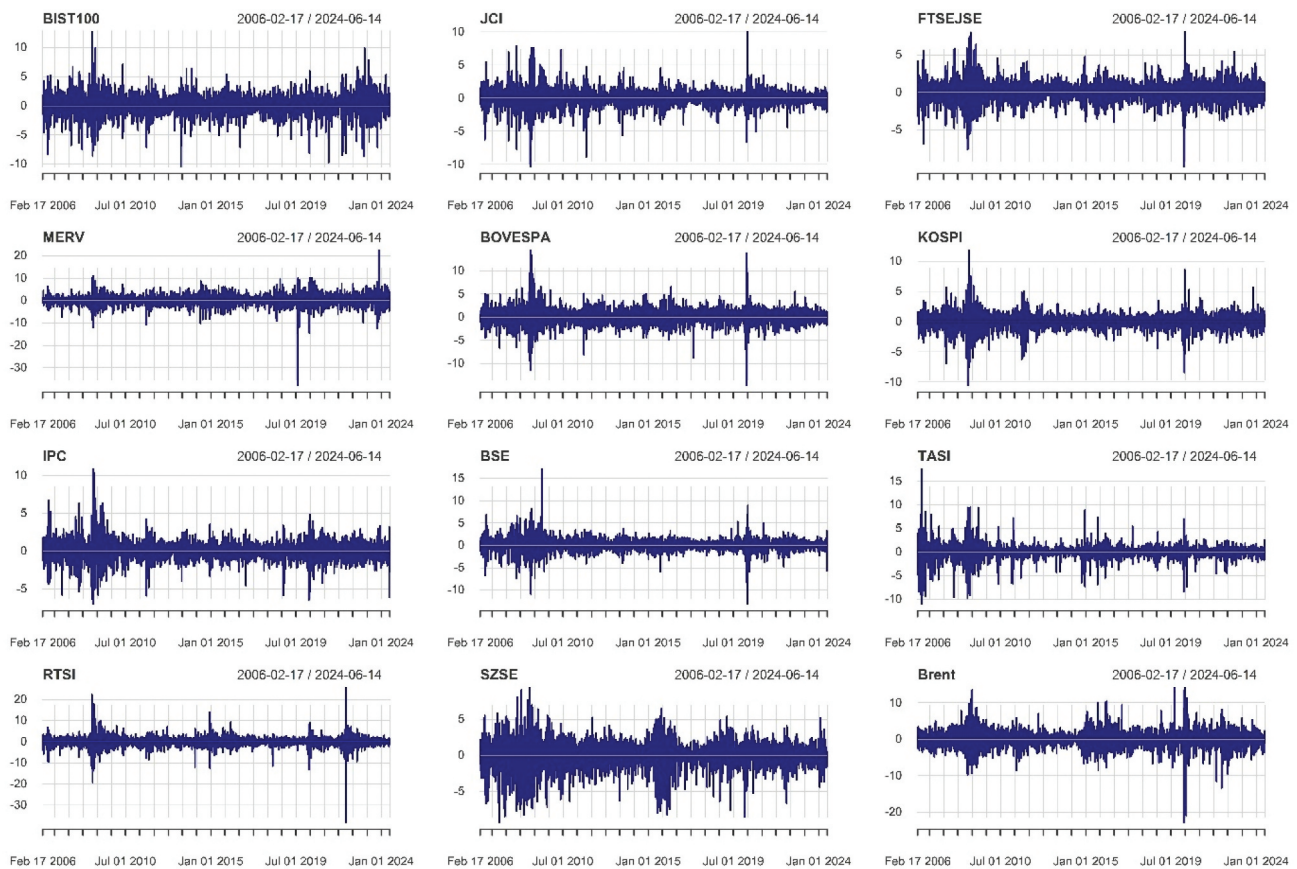 BIST100 2006-02-17 / 2024-06-14
10
5
0
-5
-10
Feb 17 2006 Jul 01 2010 Jan 01 2015 Jul 01 2019 Jan 01 2024
JCI 2006-02-17 / 2024-06-14
10
5
0
-5
-10
Feb 17 2006 Jul 01 2010 Jan 01 2015 Jul 01 2019 Jan 01 2024
FTSEJSE 2006-02-17 / 2024-06-14
5
0
-5
Feb 17 2006 Jul 01 2010 Jan 01 2015 Jul 01 2019 Jan 01 2024
MERV 2006-02-17 / 2024-06-14
20
10
0
-10
-20
-30
Feb 17 2006 Jul 01 2010 Jan 01 2015 Jul 01 2019 Jan 01 2024
BOVESPA 2006-02-17 / 2024-06-14
10
5
0
-5
-10
Feb 17 2006 Jul 01 2010 Jan 01 2015 Jul 01 2019 Jan 01 2024
KOSPI 2006-02-17 / 2024-06-14
10
5
0
-5
-10
Feb 17 2006 Jul 01 2010 Jan 01 2015 Jul 01 2019 Jan 01 2024
IPC 2006-02-17 / 2024-06-14
10
5
0
-5
Feb 17 2006 Jul 01 2010 Jan 01 2015 Jul 01 2019 Jan 01 2024
BSE 2006-02-17 / 2024-06-14
15
10
5
0
-5
-10
Feb 17 2006 Jul 01 2010 Jan 01 2015 Jul 01 2019 Jan 01 2024
TASI 2006-02-17 / 2024-06-14
15
10
5
0
-5
-10
Feb 17 2006 Jul 01 2010 Jan 01 2015 Jul 01 2019 Jan 01 2024
RTSI 2006-02-17 / 2024-06-14
20
10
0
-10
-20
-30
Feb 17 2006 Jul 01 2010 Jan 01 2015 Jul 01 2019 Jan 01 2024
SZSE 2006-02-17 / 2024-06-14
5
0
-5
Feb 17 2006 Jul 01 2010 Jan 01 2015 Jul 01 2019 Jan 01 2024
Brent 2006-02-17 / 2024-06-14
10
0
-10
-20
Feb 17 2006 Jul 01 2010 Jan 01 2015 Jul 01 2019 Jan 01 2024